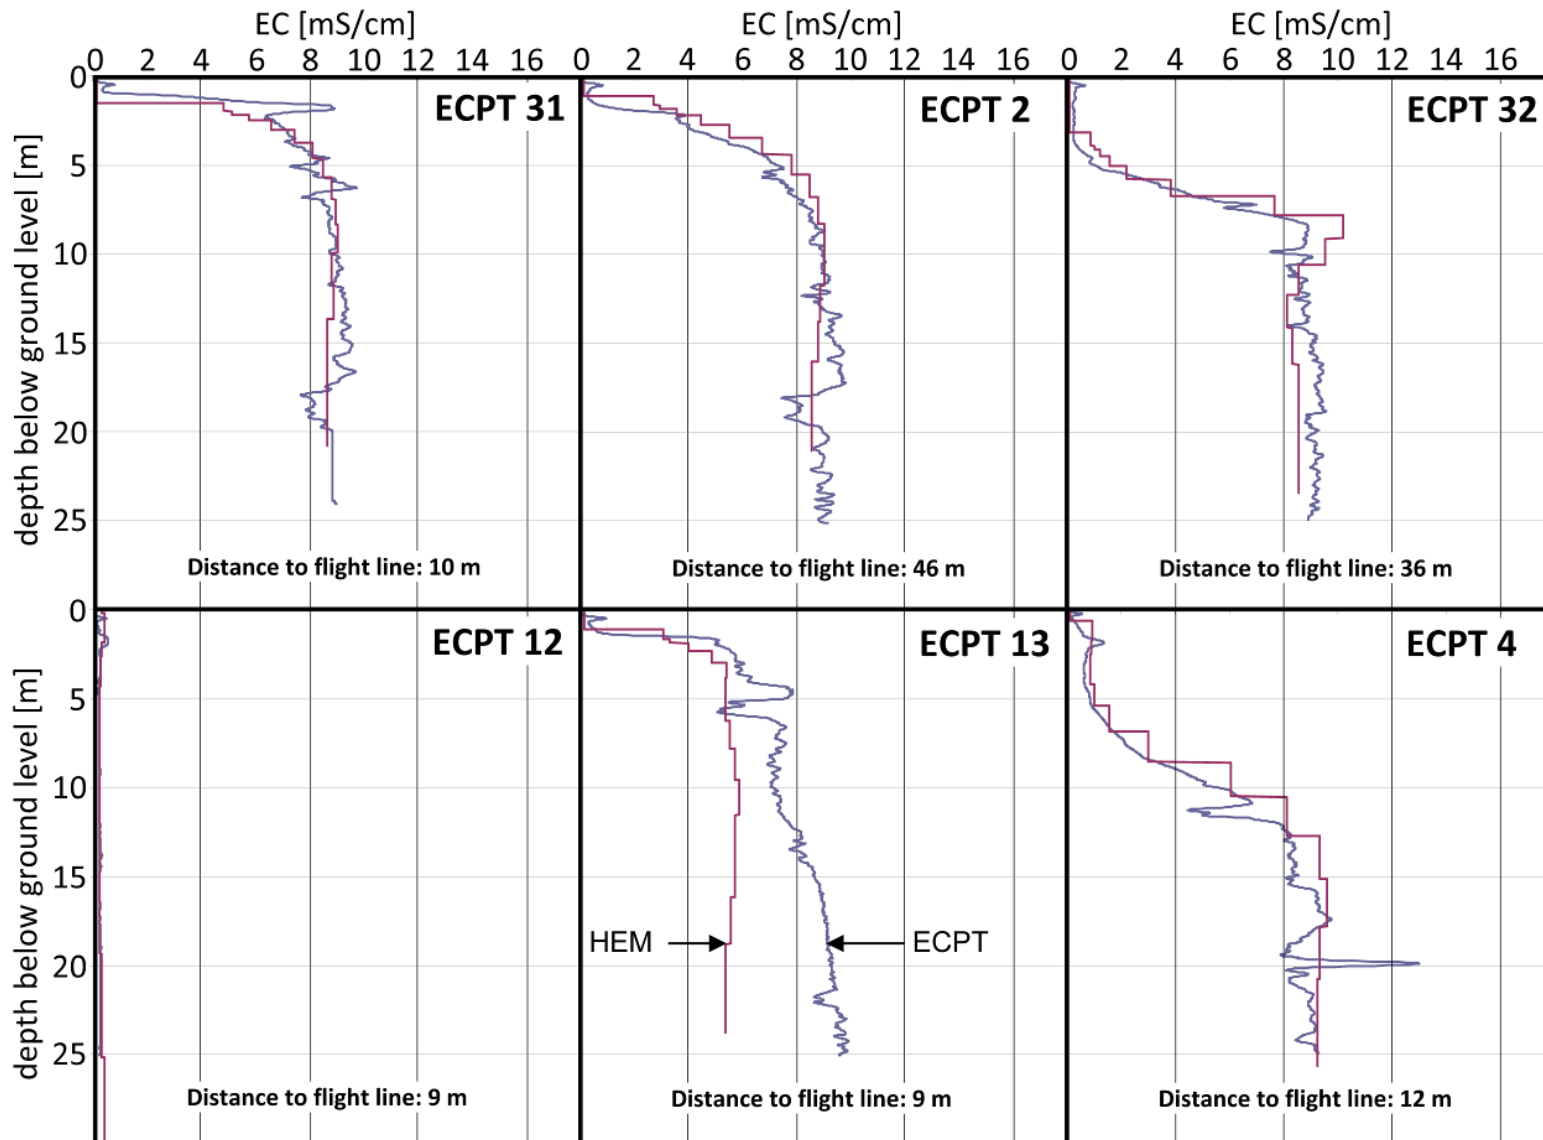 EC [mS/cm] EC [mS/cm] EC [mS/cm]
0 2 4 6 8 10 12 14 16 0 2 4 6 8 10 12 14 16 0 2 4 6 8 10 12 14 16
0
ECPT 31 ECPT 2 ECPT 32
5
10
15
20
25
depth below ground level [m]
Distance to flight line: 10 m Distance to flight line: 46 m Distance to flight line: 36 m
0
ECPT 12 ECPT 13 ECPT 4
5
10
15
HEM ECPT
20
25
depth below ground level [m]
Distance to flight line: 9 m Distance to flight line: 9 m Distance to flight line: 12 m